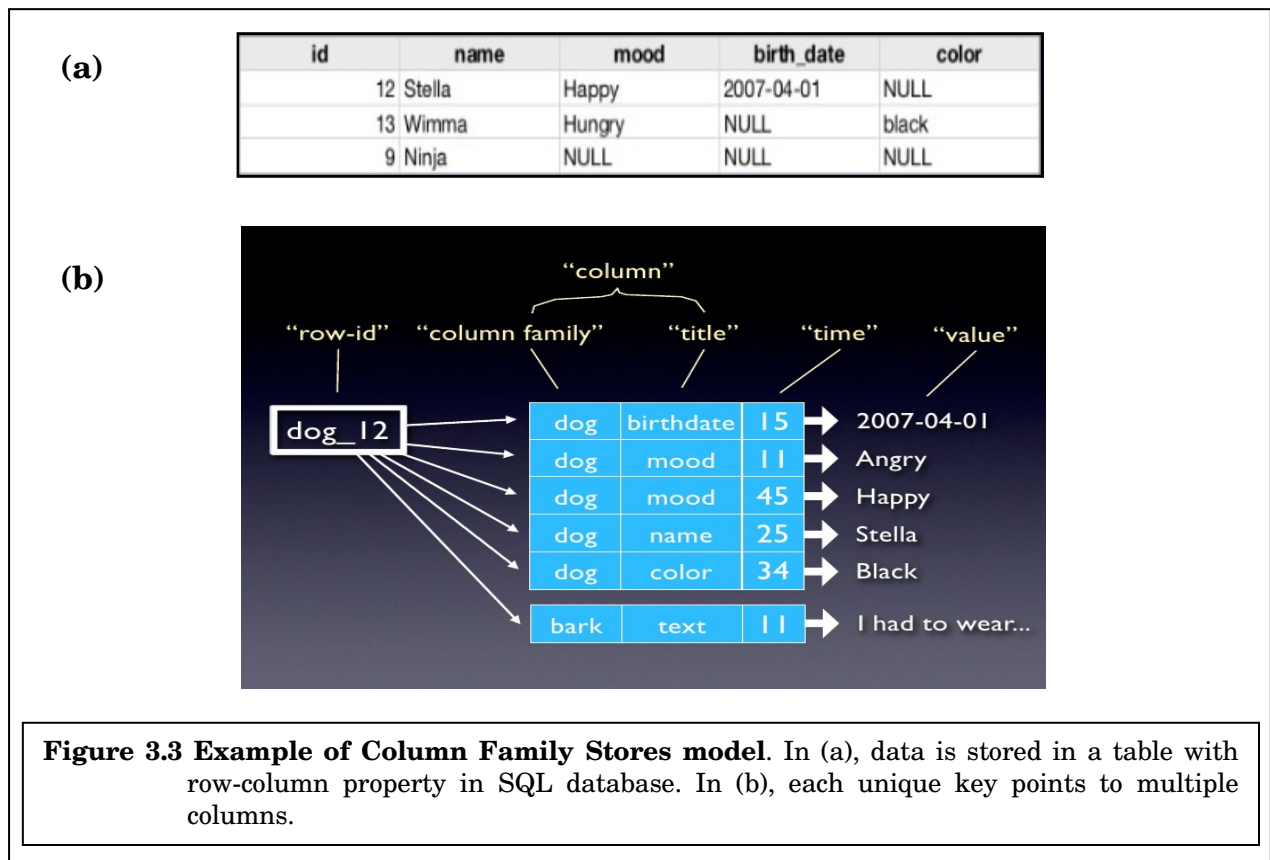 (a)
id name mood birth_date color
12 Stella Happy 2007-04-01 NULL
13 Wimma Hungry NULL black
9 Ninja NULL NULL NULL
(b)
“column”
“row-id” “column family” “title” “time” “value”
dog_12
dog birthdate 15 2007-04-01
dog mood 11 Angry
dog mood 45 Happy
dog name 25 Stella
dog color 34 Black
bark text 11 I had to wear...
Figure 3.3 Example of Column Family Stores model. In (a), data is stored in a table with
row-column property in SQL database. In (b), each unique key points to multiple
columns.